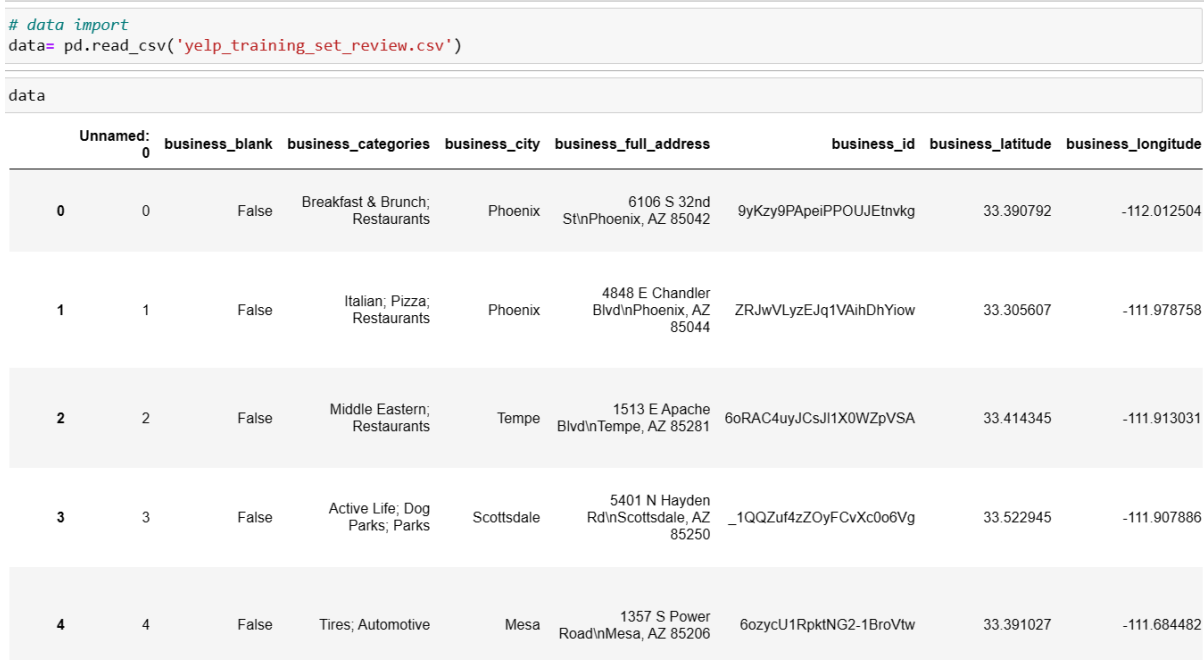 # data import
data= pd.read_csv('yelp_training_set_review.csv')
data
Unnamed: 0 business_blank business_categories business_city business_full_address business_id business_latitude business_longitude
0 0 False Breakfast & Brunch; Restaurants Phoenix 6106 S 32nd St\nPhoenix, AZ 85042 9yKzy9PApeiPPOUJEtnvkg 33.390792 -112.012504
1 1 False Italian; Pizza; Restaurants Phoenix 4848 E Chandler Blvd\nPhoenix, AZ 85044 ZRJwVLyzEJq1VAihDhYiow 33.305607 -111.978758
2 2 False Middle Eastern; Restaurants Tempe 1513 E Apache Blvd\nTempe, AZ 85281 6oRAC4uyJCsJl1X0WZpVSA 33.414345 -111.913031
3 3 False Active Life; Dog Parks; Parks Scottsdale 5401 N Hayden Rd\nScottsdale, AZ 85250 _1QQZuf4zZOyFCvXc0o6Vg 33.522945 -111.907886
4 4 False Tires; Automotive Mesa 1357 S Power Road\nMesa, AZ 85206 6ozycU1RpktNG2-1BroVtw 33.391027 -111.684482